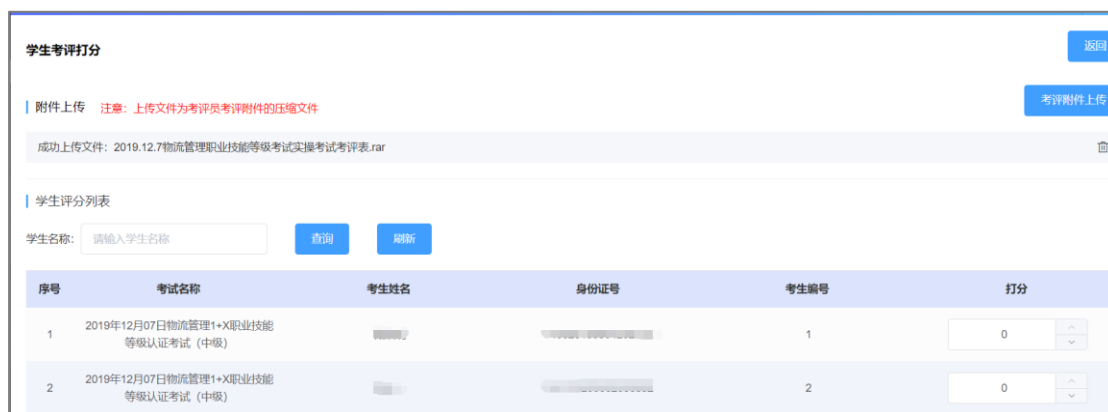 学生考评打分
返回
附件上传 注意：上传文件为考评员考评附件的压缩文件
考评附件上传
成功上传文件：2019.12.7物流管理职业技能等级考试实操考试考评表.rar
学生评分列表
学生名称： 请输入学生名称 查询 刷新
序号 考试名称 考生姓名 身份证号 考生编号 打分
1 2019年12月07日物流管理1+X职业技能 1 0
等级认证考试（中级）
2 2019年12月07日物流管理1+X职业技能 2 0
等级认证考试（中级）